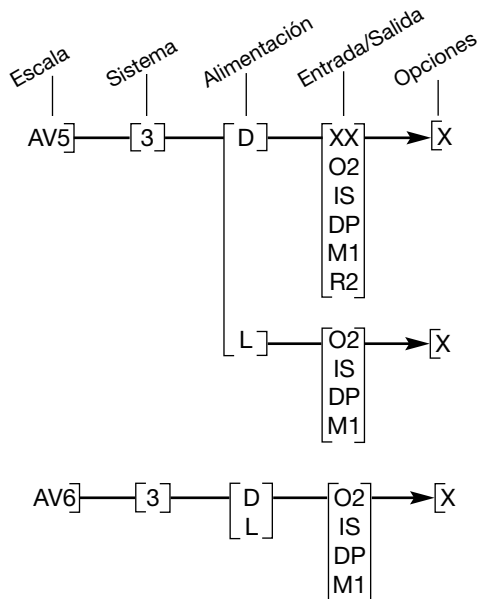 Escala Sistema Alimentación Entrada/Salida Opciones
AV5 3 D XX X
O2
IS
DP
M1
R2
L O2 X
IS
DP
M1
AV6 3 D O2 X
L IS
DP
M1